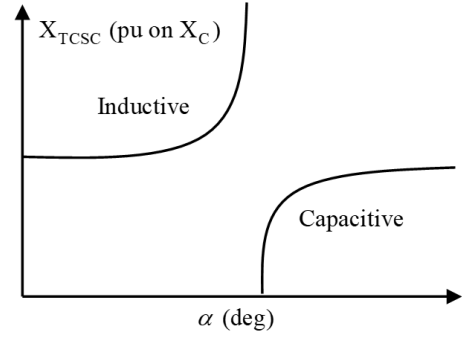 X_TCSC (pu on X_C)
Inductive
Capacitive
α (deg)